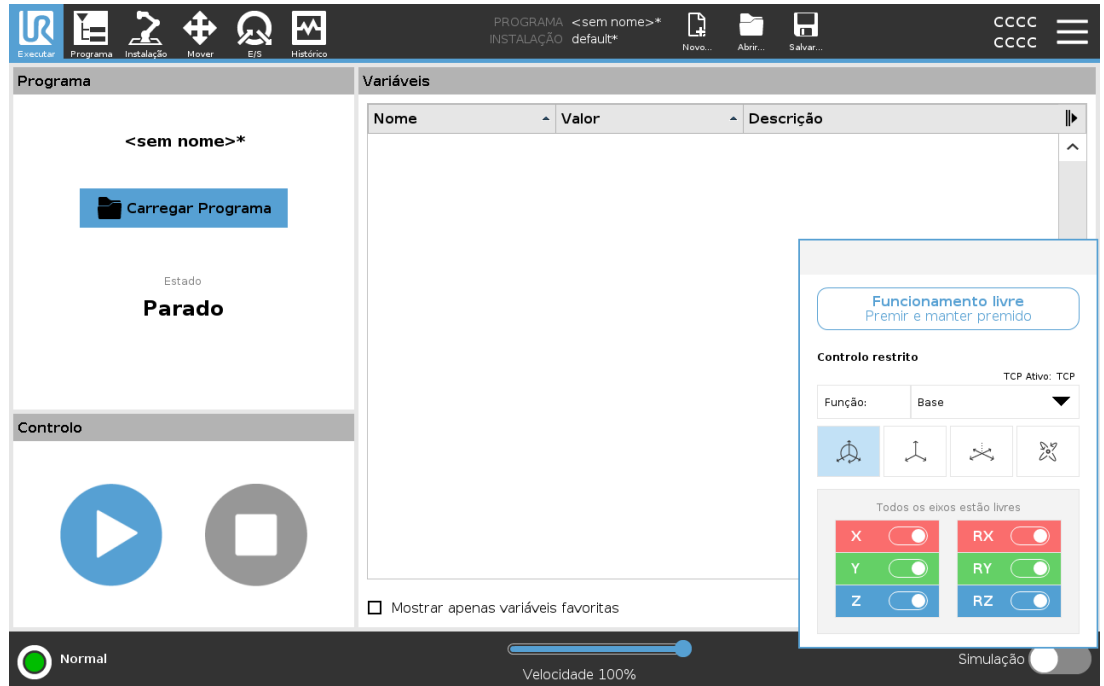 UR
Executar
Programa
Instalação
Mover
E/S
Histórico
PROGRAMA <sem nome>*
INSTALAÇÃO default*
Novo...
Abrir...
Salvar...
CCCC
CCCC
Programa
<sem nome>*
Carregar Programa
Estado
Parado
Controlo
Variáveis
Nome Valor Descrição
Mostrar apenas variáveis favoritas
Funcionamento livre
Premir e manter premido
Controlo restrito
TCP Ativo: TCP
Função: Base
Todos os eixos estão livres
X RX
Y RY
Z RZ
Normal
Velocidade 100%
Simulação